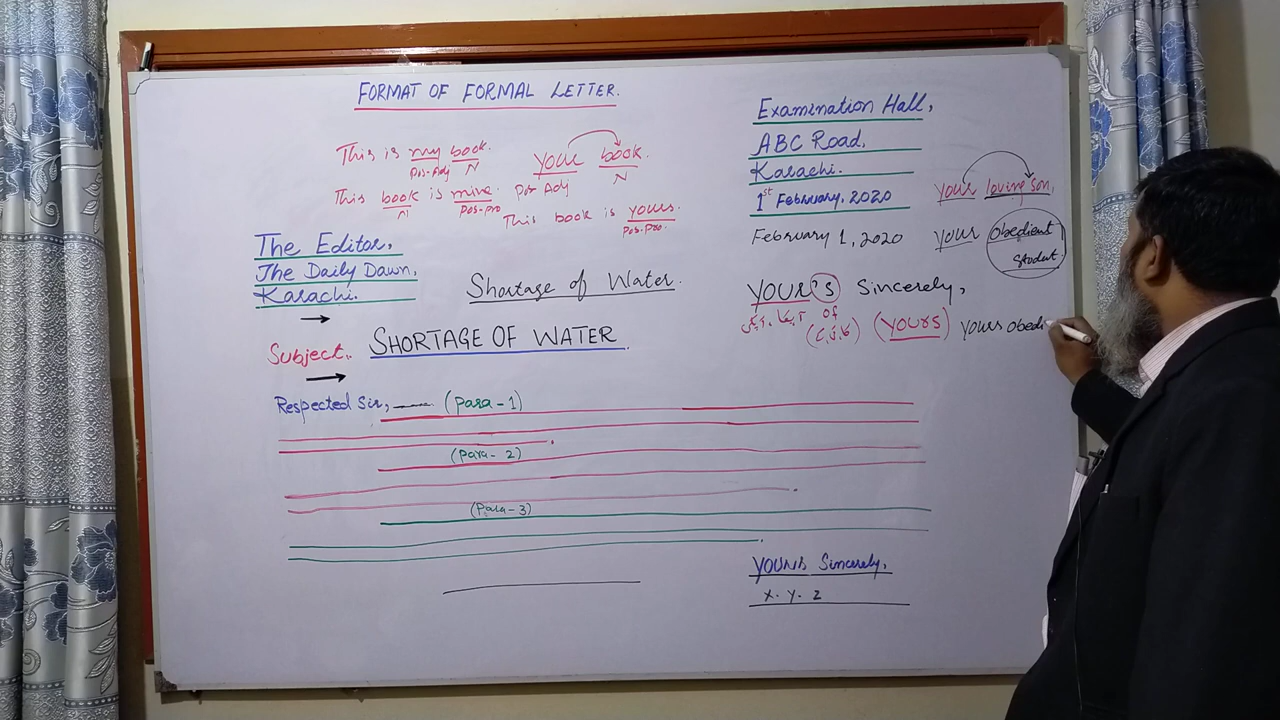 FORMAT OF FORMAL LETTER.
This is my book.
Pos-Adj N
your book.
Pos Adj N
This book is mine.
N Pos-pro
This book is yours.
Pos-Pro.
Examination Hall,
ABC Road,
Karachi.
1st February, 2020
February 1, 2020
your loving son,
your obedient
student.
The Editor,
The Daily Dawn,
Karachi.
Shortage of Water.
YOUR'S Sincerely,
of
(YOURS) yours obedi
Subject:
SHORTAGE OF WATER.
Respected Sir, (Para-1)
(Para-2)
(Para-3)
YOURS Sincerely,
X. Y. Z